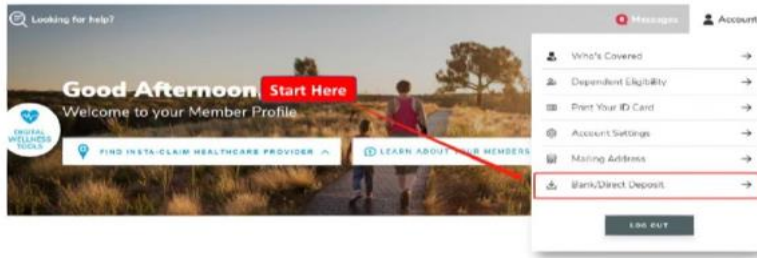 Looking for help?
Messages
Account
Good Afternoon,
Start Here
Welcome to your Member Profile
DIGITAL
WELLNESS
TOOLS
FIND INSTA-CLAIM HEALTHCARE PROVIDER
LEARN ABOUT YOUR MEMBERS
Who's Covered
Dependent Eligibility
Print Your ID Card
Account Settings
Mailing Address
Bank/Direct Deposit
LOG OUT